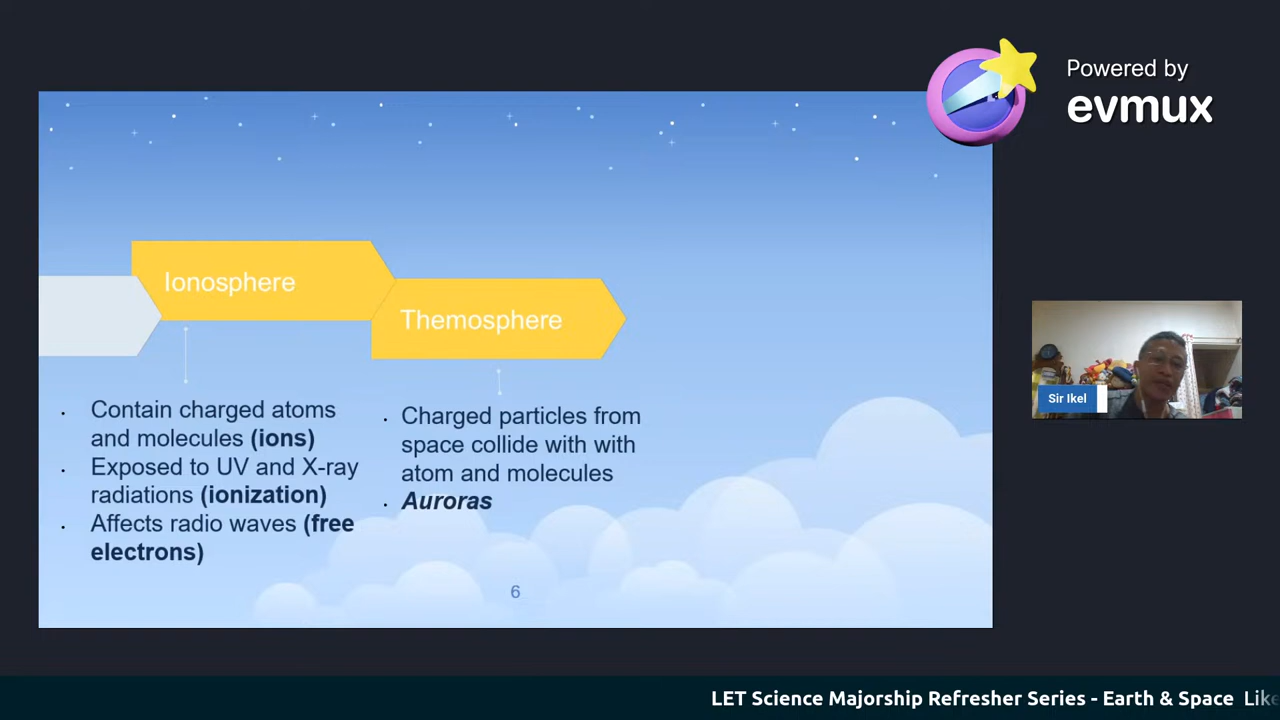 Powered by
evmux
Ionosphere
Themosphere
· Contain charged atoms
and molecules (ions)
· Exposed to UV and X-ray
radiations (ionization)
· Affects radio waves (free
electrons)
· Charged particles from
space collide with with
atom and molecules
· Auroras
6
Sir Ikel
LET Science Majorship Refresher Series - Earth & Space Like